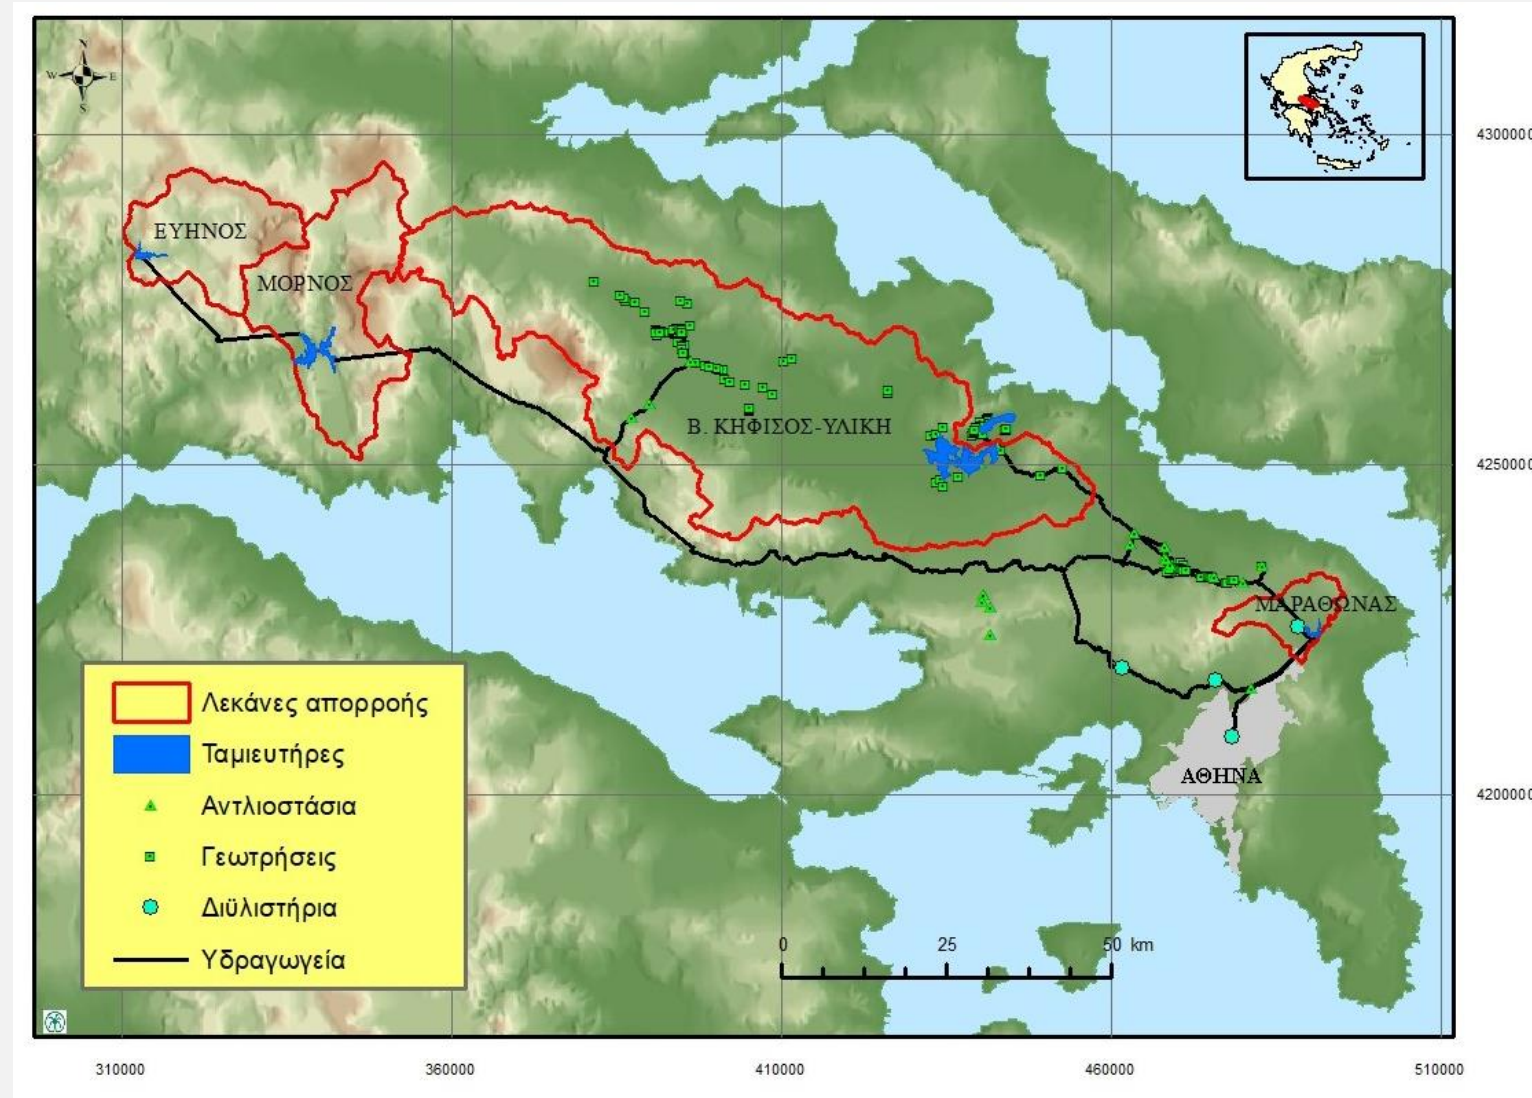 N
W E
S
4300000
ΕΥΗΝΟΣ
ΜΟΡΝΟΣ
Β. ΚΗΦΙΣΟΣ-ΥΛΙΚΗ
4250000
ΜΑΡΑΘΩΝΑΣ
ΑΘΗΝΑ
4200000
Λεκάνες απορροής
Ταμιευτήρες
Αντλιοστάσια
Γεωτρήσεις
Διϋλιστήρια
Υδραγωγεία
0 25 50 km
310000 360000 410000 460000 510000